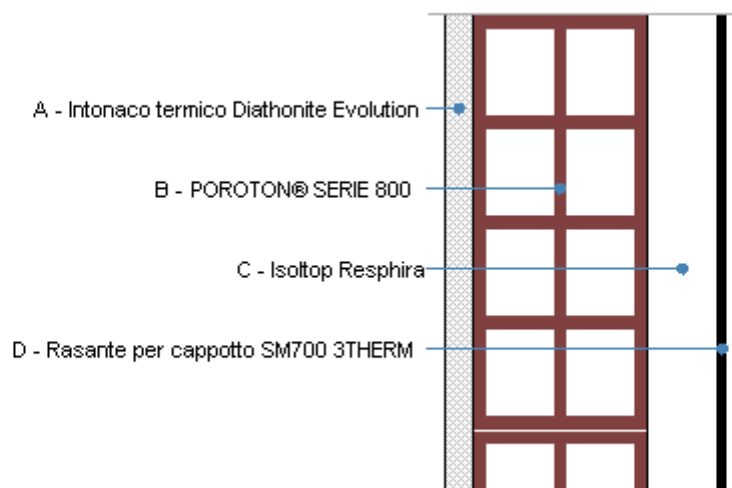 A - Intonaco termico Diathonite Evolution
B - POROTON® SERIE 800
C - Isoltop Resphira
D - Rasante per cappotto SM700 3THERM